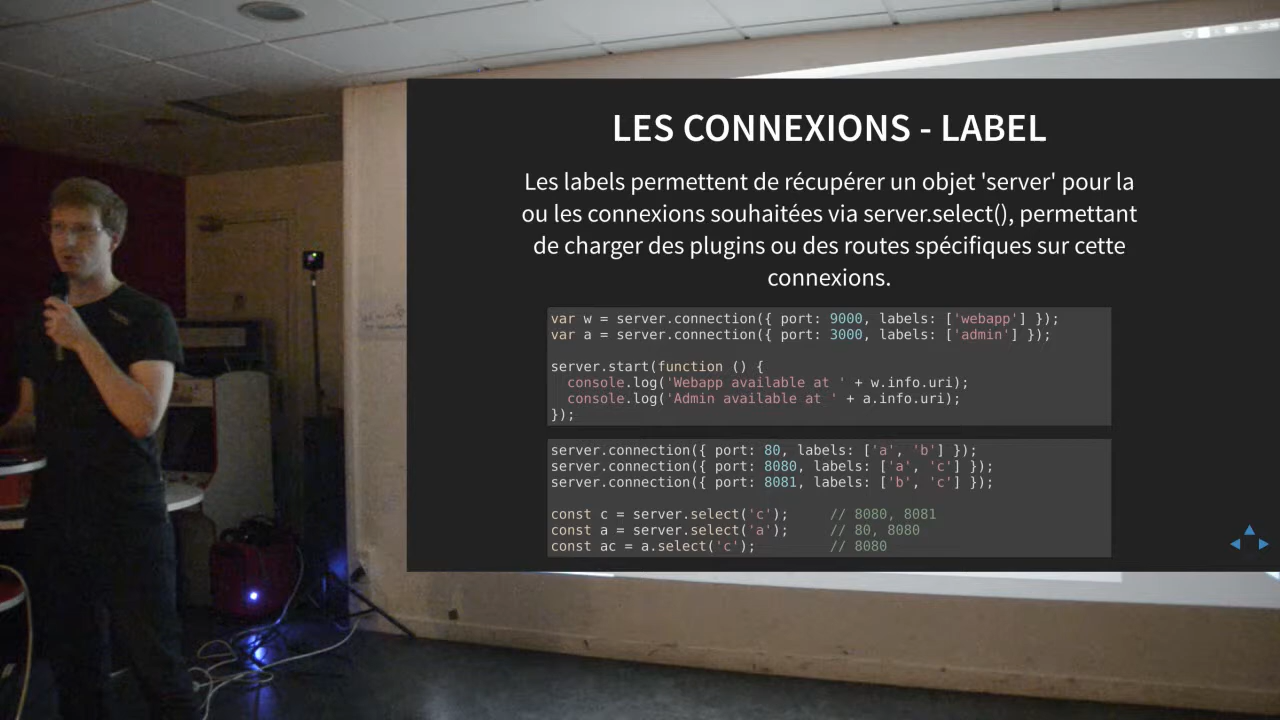 LES CONNEXIONS - LABEL
Les labels permettent de récupérer un objet 'server' pour la
ou les connexions souhaitées via server.select(), permettant
de charger des plugins ou des routes spécifiques sur cette
connexions.
var w = server.connection({ port: 9000, labels: ['webapp'] });
var a = server.connection({ port: 3000, labels: ['admin'] });
server.start(function () {
  console.log('Webapp available at ' + w.info.uri);
  console.log('Admin available at ' + a.info.uri);
});
server.connection({ port: 80, labels: ['a', 'b'] });
server.connection({ port: 8080, labels: ['a', 'c'] });
server.connection({ port: 8081, labels: ['b', 'c'] });
const c = server.select('c');     // 8080, 8081
const a = server.select('a');     // 80, 8080
const ac = a.select('c');         // 8080